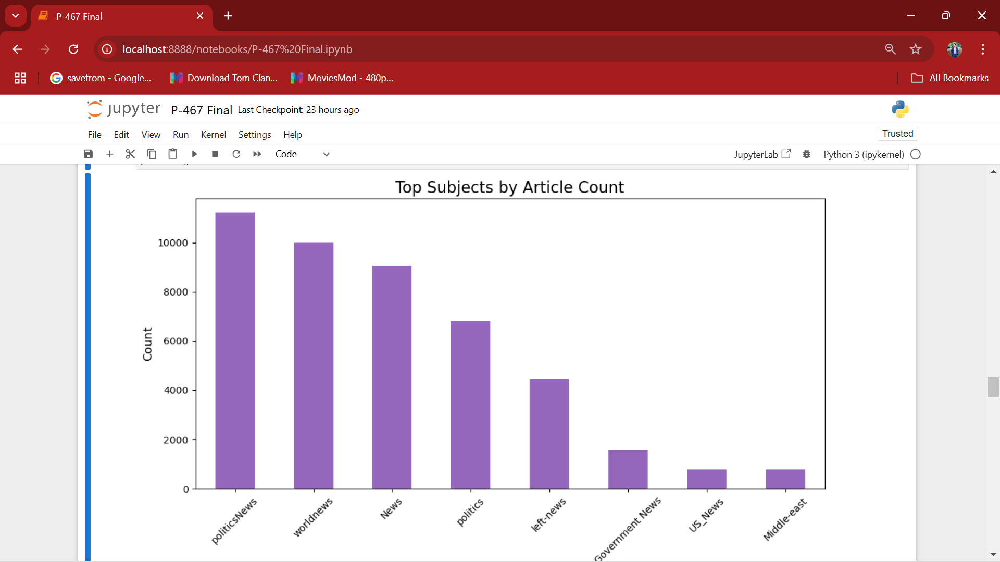 P-467 Final
localhost:8888/notebooks/P-467%20Final.ipynb
savefrom - Google...
Download Tom Clan...
MoviesMod - 480p...
All Bookmarks
jupyter P-467 Final Last Checkpoint: 23 hours ago
File Edit View Run Kernel Settings Help
Trusted
Code
JupyterLab
Python 3 (ipykernel)
Top Subjects by Article Count
Count
10000
8000
6000
4000
2000
0
politicsNews
worldnews
News
politics
left-news
Government News
US_News
Middle-east